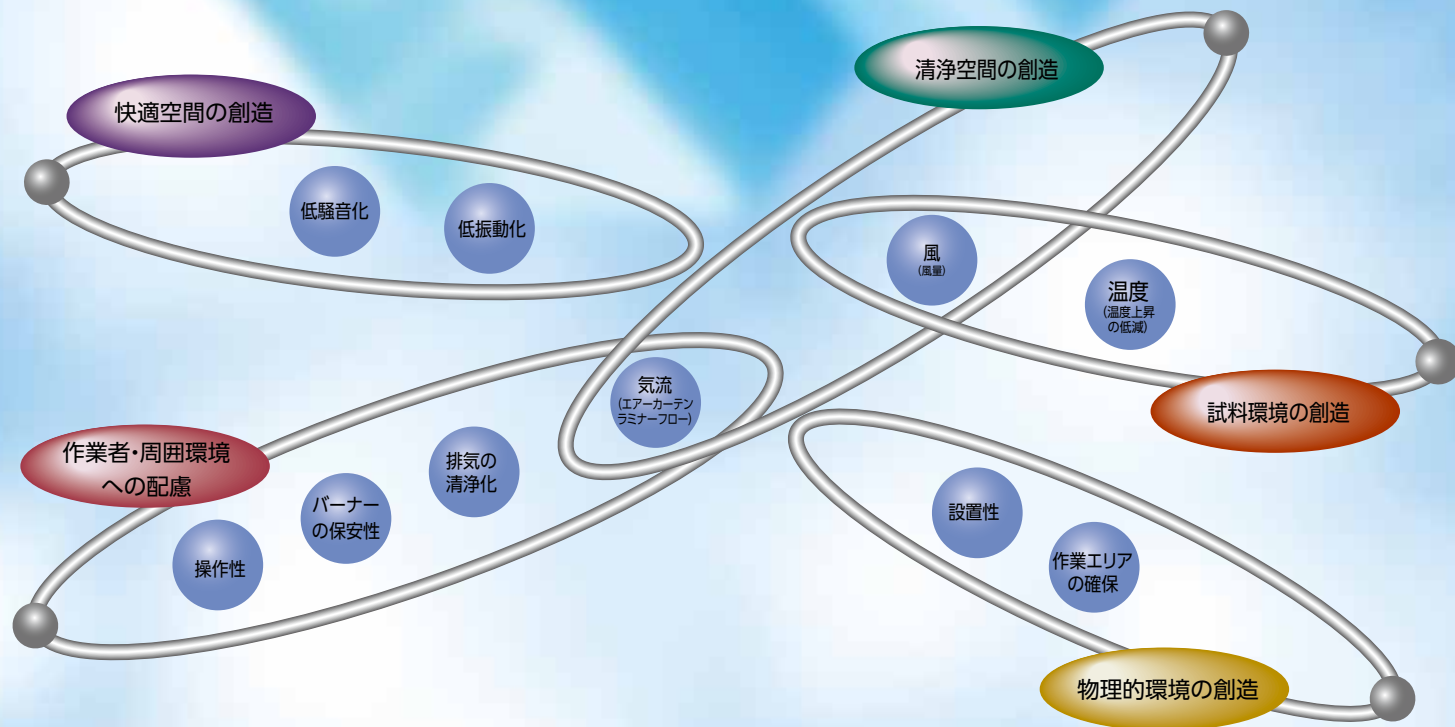 快適空間の創造
低騒音化
低振動化
清浄空間の創造
風
(風量)
温度
(温度上昇
の低減)
試料環境の創造
気流
(エアーカーテン
ラミナーフロー)
作業者・周囲環境
への配慮
排気の
清浄化
バーナー
の保安性
操作性
設置性
作業エリア
の確保
物理的環境の創造